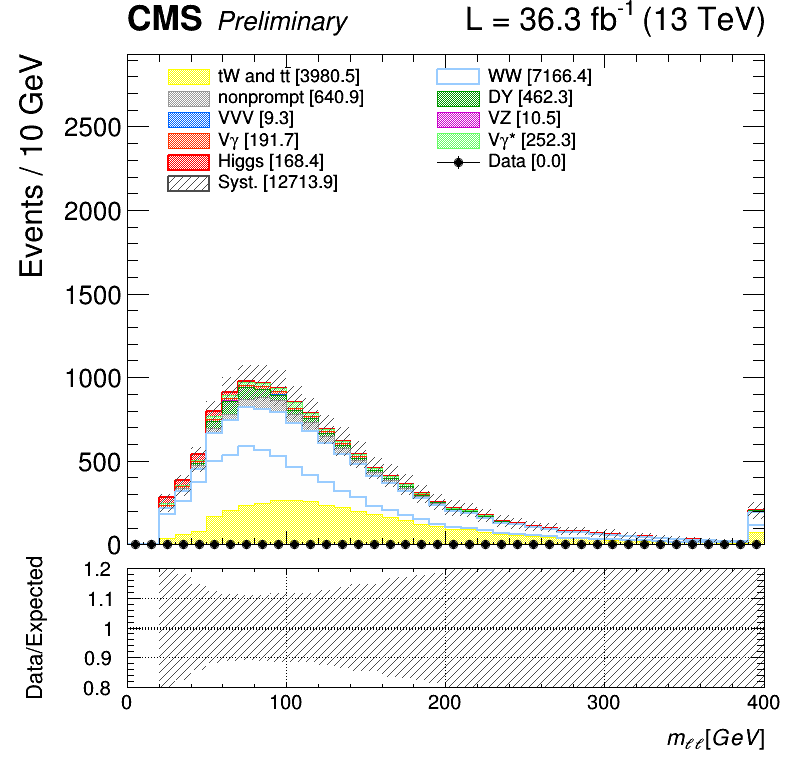 CMS Preliminary L = 36.3 fb⁻¹ (13 TeV)
Events / 10 GeV
tW and tt̄ [3980.5]
nonprompt [640.9]
VVV [9.3]
Vγ [191.7]
Higgs [168.4]
Syst. [12713.9]
WW [7166.4]
DY [462.3]
VZ [10.5]
Vγ* [252.3]
Data [0.0]
2500
2000
1500
1000
500
0
Data/Expected
1.2
1.1
1
0.9
0.8
0 100 200 300 400
mℓℓ[GeV]